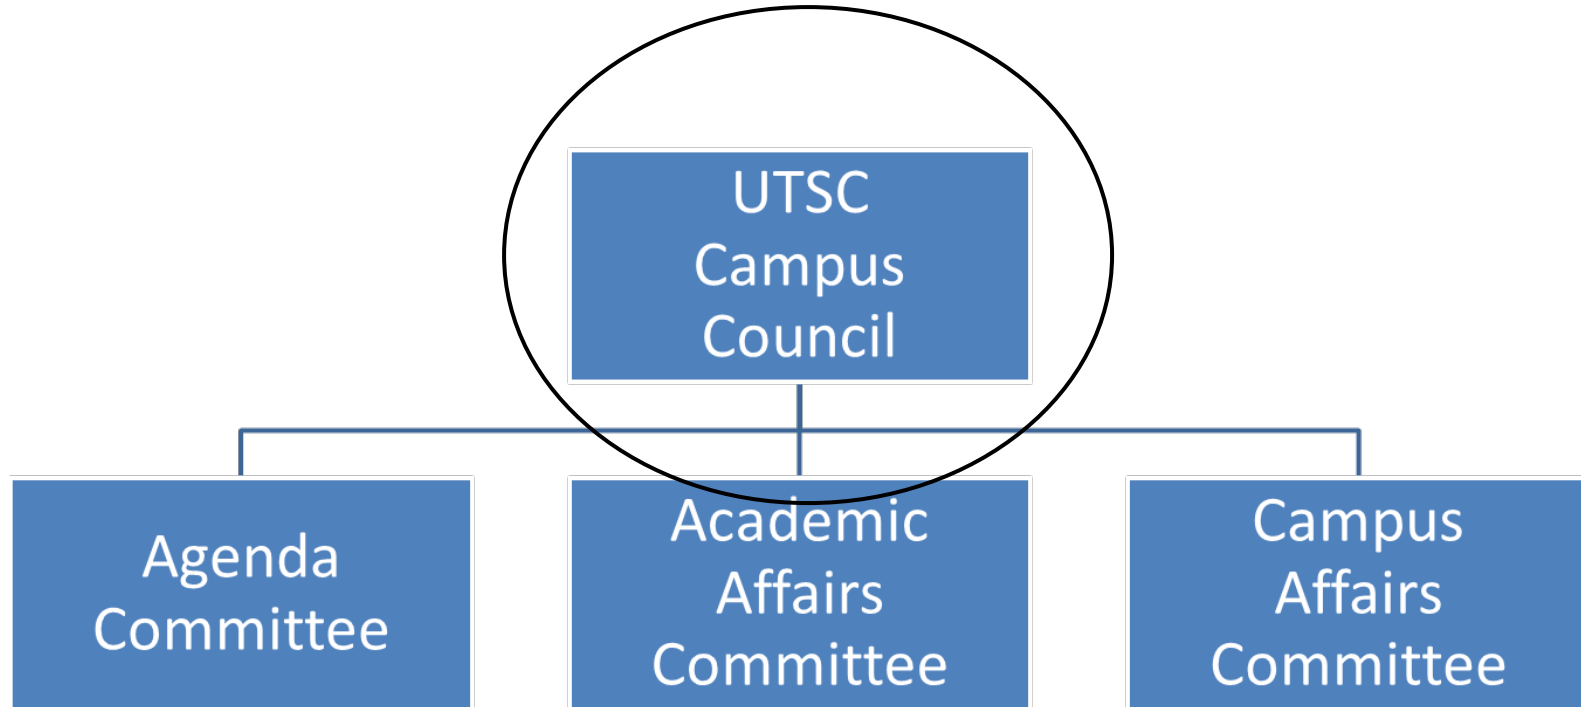 UTSC
Campus
Council
Agenda
Committee
Academic
Affairs
Committee
Campus
Affairs
Committee